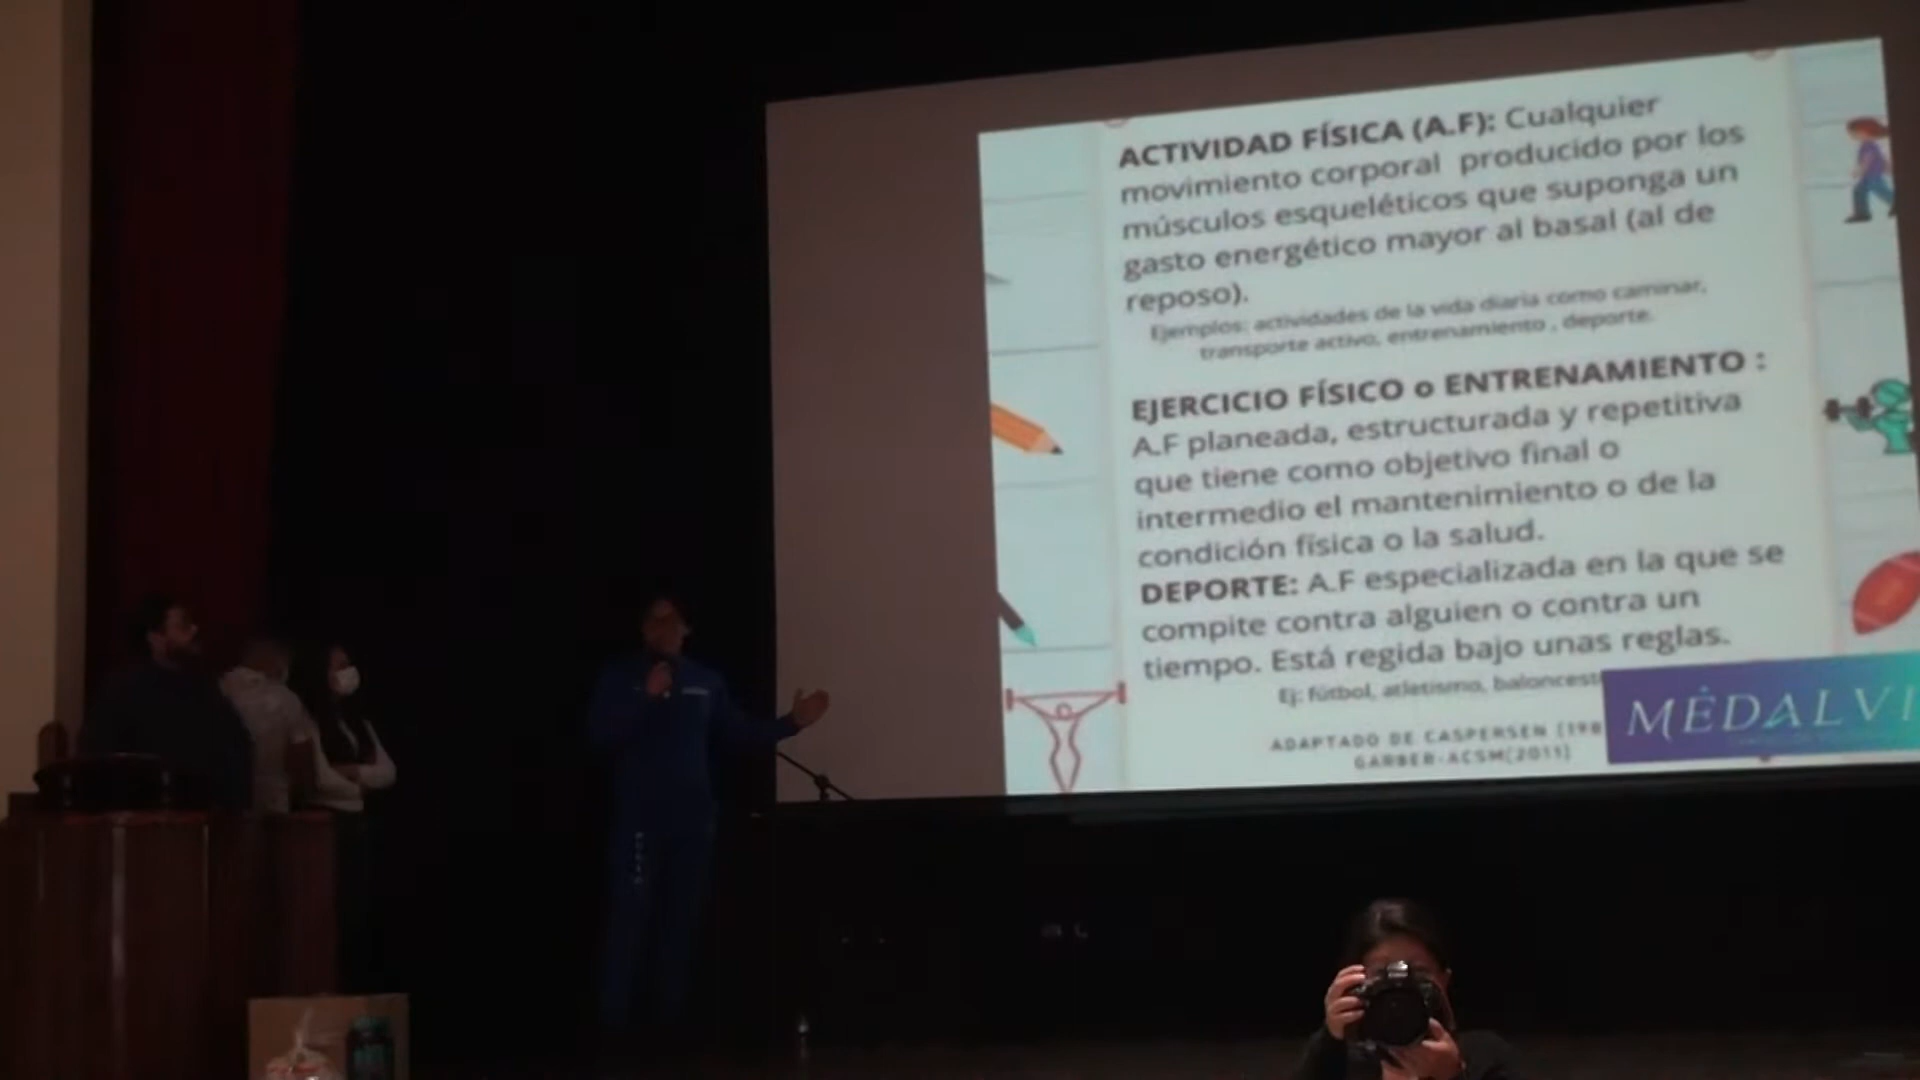 ACTIVIDAD FÍSICA (A.F): Cualquier
movimiento corporal producido por los
músculos esqueléticos que suponga un
gasto energético mayor al basal (al de
reposo).
Ejemplos: actividades de la vida diaria como caminar,
transporte activo, entrenamiento , deporte.
EJERCICIO FÍSICO o ENTRENAMIENTO :
A.F planeada, estructurada y repetitiva
que tiene como objetivo final o
intermedio el mantenimiento o de la
condición física o la salud.
DEPORTE: A.F especializada en la que se
compite contra alguien o contra un
tiempo. Está regida bajo unas reglas.
Ej: fútbol, atletismo, baloncest
ADAPTADO DE CASPERSEN (198
GARBER-ACSM(2011)
MÉDALVI